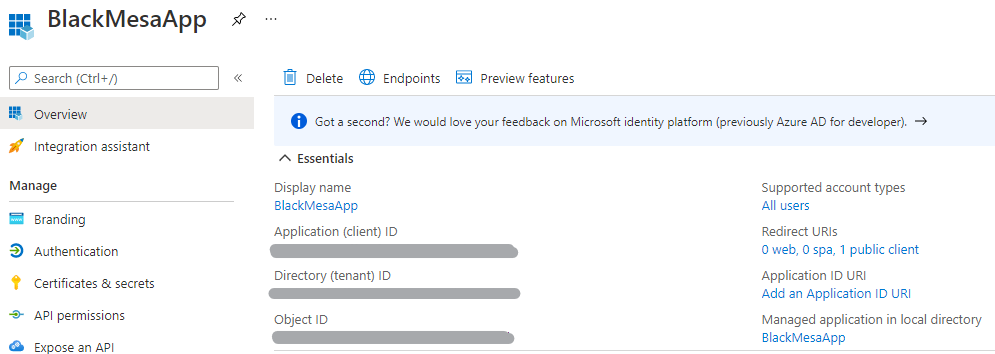 BlackMesaApp
Search (Ctrl+/)
Overview
Integration assistant
Manage
Branding
Authentication
Certificates & secrets
API permissions
Expose an API
Delete Endpoints Preview features
Got a second? We would love your feedback on Microsoft identity platform (previously Azure AD for developer).
Essentials
Display name
BlackMesaApp
Application (client) ID
Directory (tenant) ID
Object ID
Supported account types
All users
Redirect URIs
0 web, 0 spa, 1 public client
Application ID URI
Add an Application ID URI
Managed application in local directory
BlackMesaApp